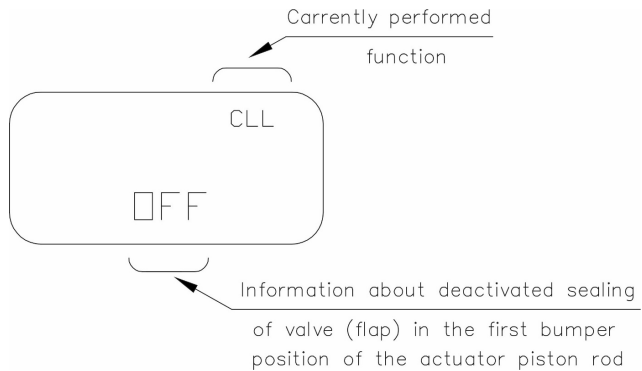 Carrently performed
function
CLL
OFF
Information about deactivated sealing
of valve (flap) in the first bumper
position of the actuator piston rod